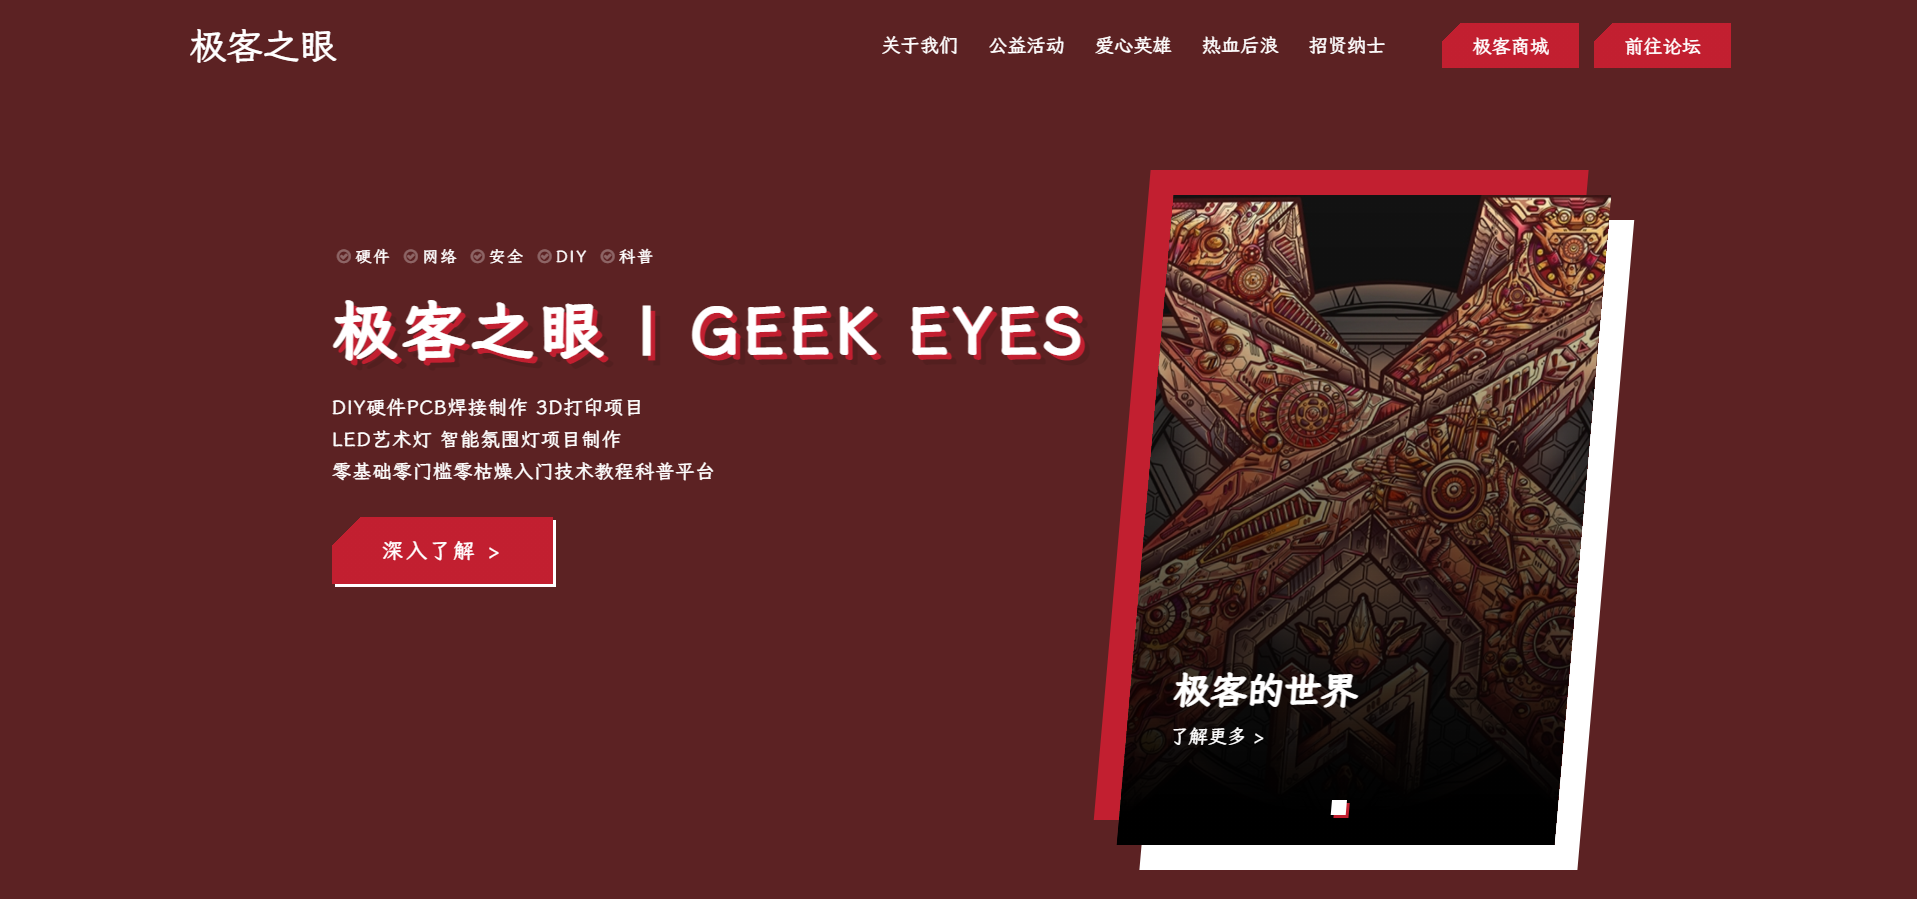 极客之眼
关于我们 公益活动 爱心英雄 热血后浪 招贤纳士 极客商城 前往论坛
硬件 网络 安全 DIY 科普
极客之眼 | GEEK EYES
DIY硬件PCB焊接制作 3D打印项目
LED艺术灯 智能氛围灯项目制作
零基础零门槛零枯燥入门技术教程科普平台
深入了解 >
极客的世界
了解更多 >